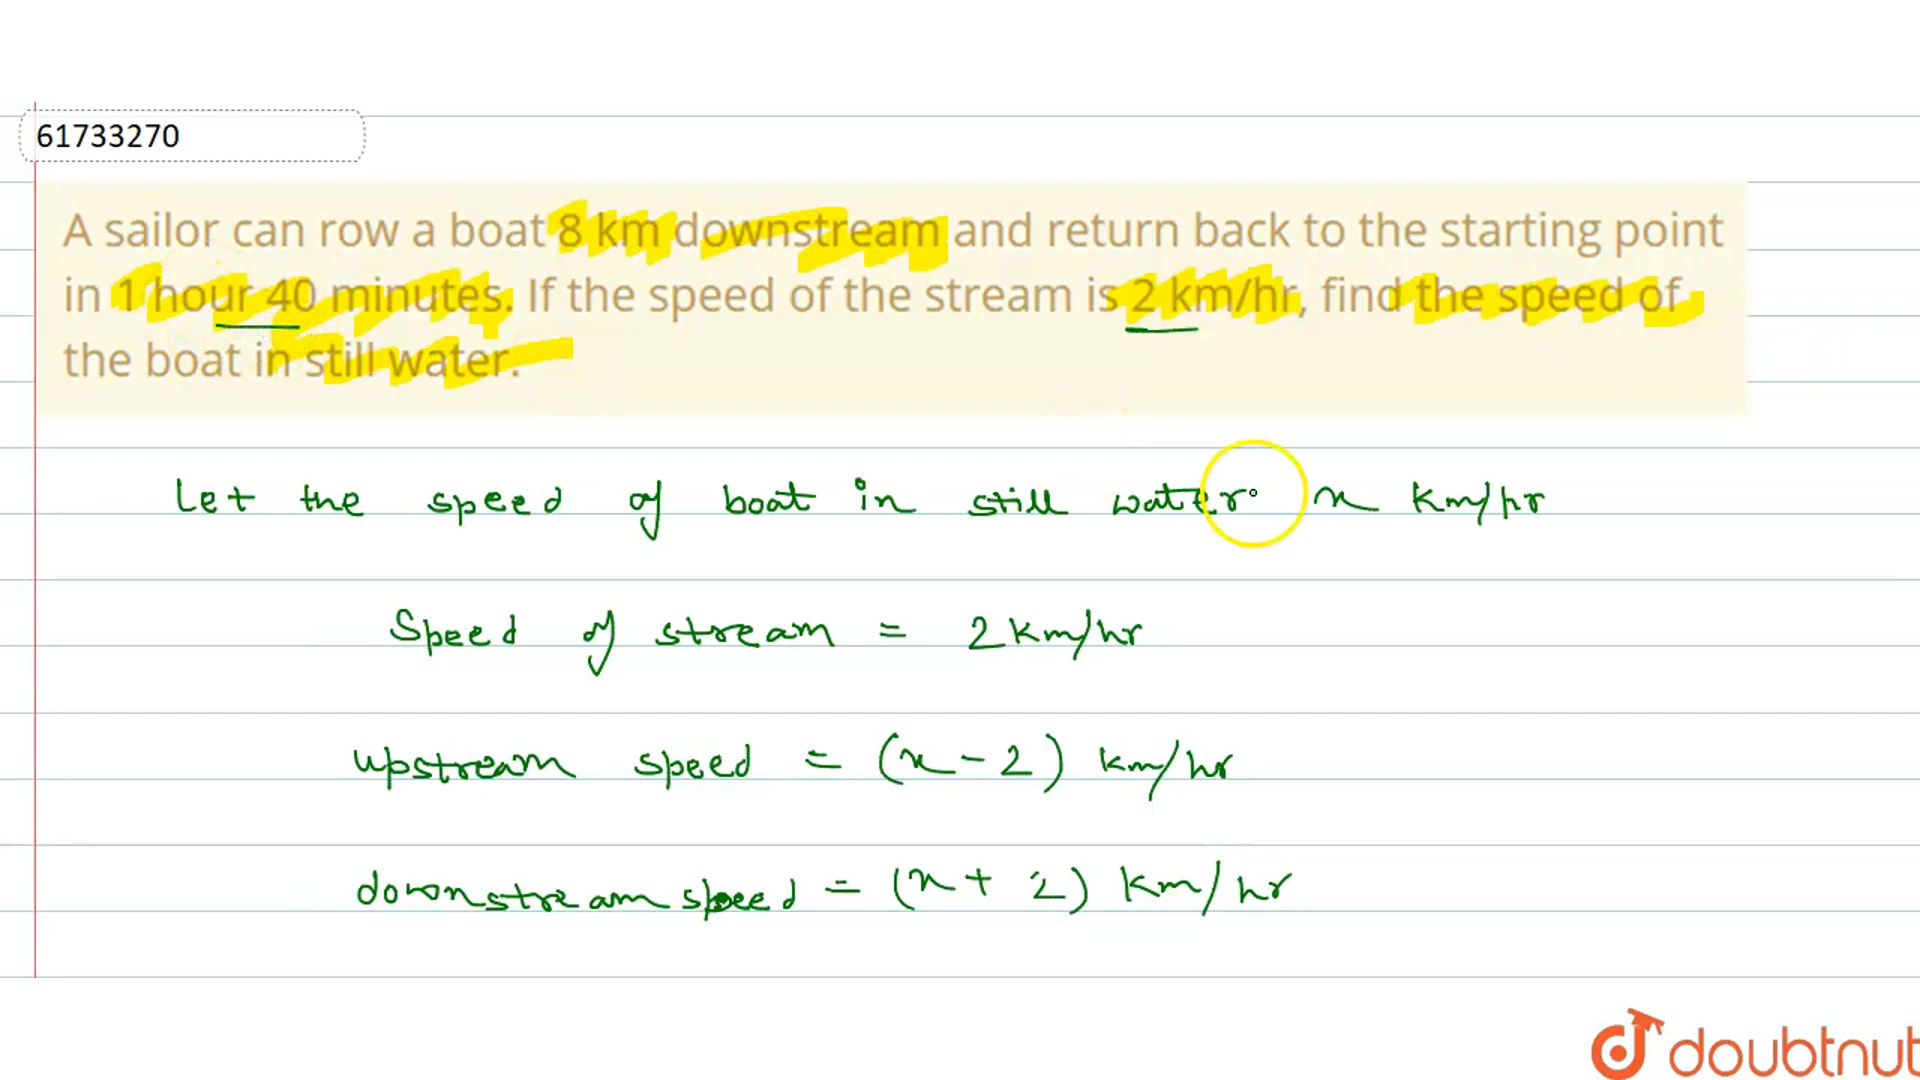 61733270
A sailor can row a boat 8 km downstream and return back to the starting point
in 1 hour 40 minutes. If the speed of the stream is 2 km/hr, find the speed of
the boat in still water.
Let the speed of boat in still water x km/hr
Speed of stream = 2 km/hr
upstream speed = (x - 2) km/hr
downstream speed = (x + 2) km/hr
doubtnut